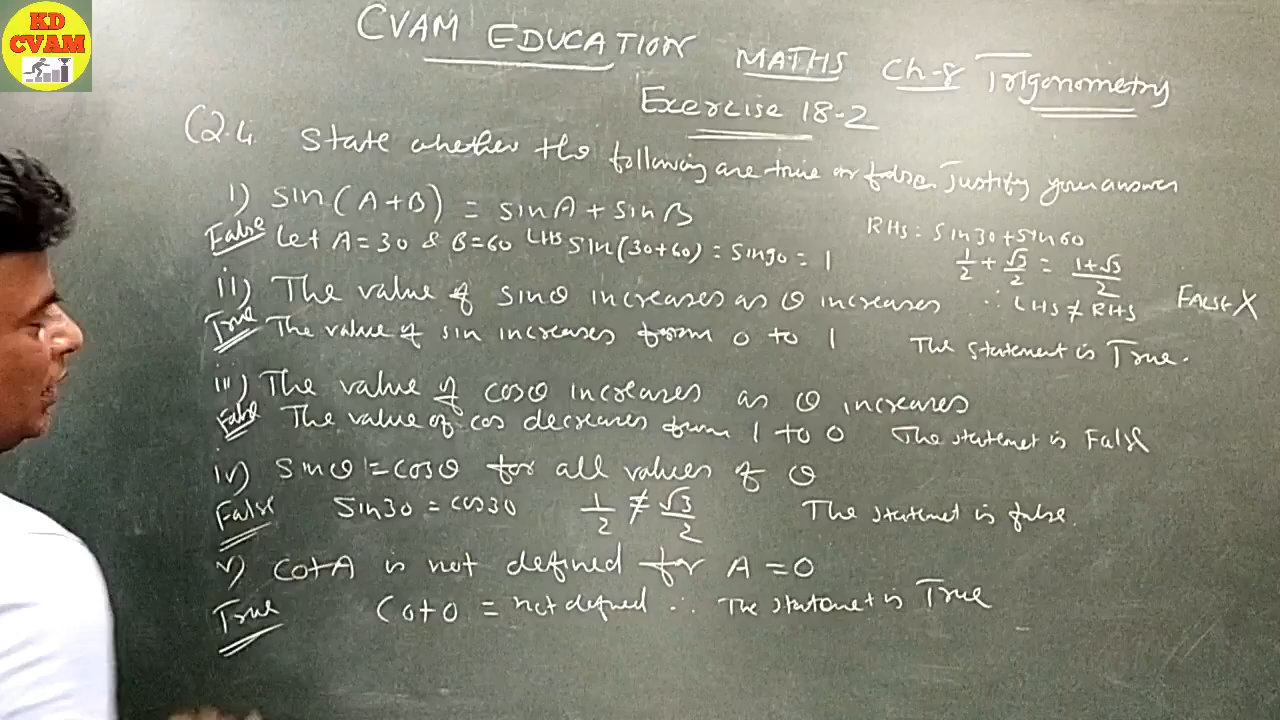 KD
CVAM
CVAM EDUCATION MATHS Ch-8 Trigonometry
Exercise 18-2
Q.4. State whether the following are true or false. Justify your answer
i) sin(A+B) = sinA + sinB
False Let A=30 & B=60 LHS sin(30+60) = sin90 = 1
RHS = sin30+sin60
1/2 + √3/2 = 1+√3/2
∴ LHS ≠ RHS FALSE X
ii) The value of sinθ increases as θ increases
True The value of sin increases form 0 to 1 The statement is True.
iii) The value of cosθ increases as θ increases
False The value of cos decreases form 1 to 0 The statemet is False
iv) Sinθ = cosθ for all values of θ
False Sin30 = cos30 1/2 ≠ √3/2 The statemet is false.
v) CotA is not defined for A = 0
True Cot0 = not defined ∴ The statemet is True